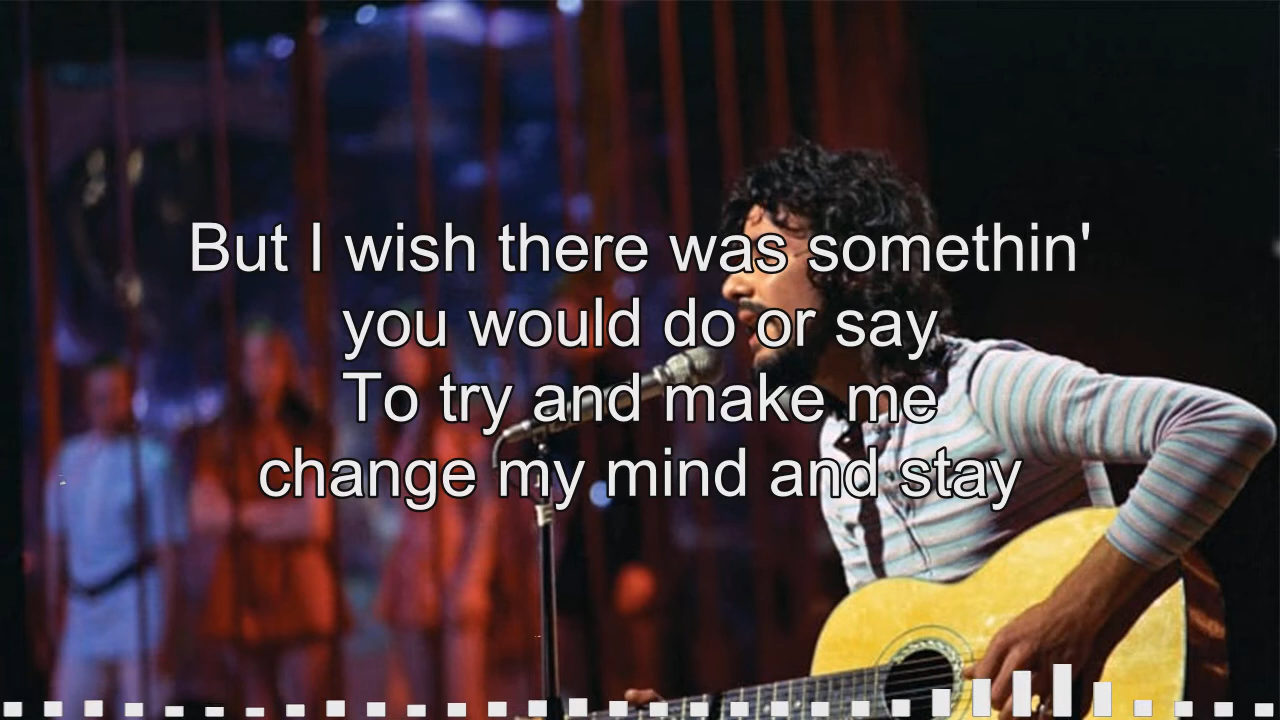 But I wish there was somethin'
you would do or say
To try and make me
change my mind and stay